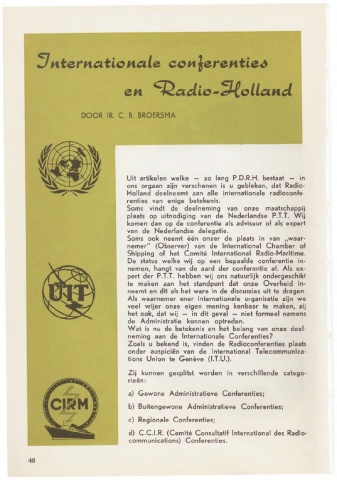 Internationale conferenties
en Radio-Holland
DOOR IR. C. B. BROERSMA
Uit artikelen welke — zo lang P.D.R.H. bestaat — in
ons orgaan zijn verschenen is u gebleken, dat Radio-
Holland deelneemt aan alle internationale radioconfe-
renties van enige betekenis.
Soms vindt de deelneming van onze maatschappij
plaats op uitnodiging van de Nederlandse P.T.T. Wij
komen dan op de conferentie als adviseur of als expert
van de Nederlandse delegatie.
Soms ook neemt één onzer de plaats in van „waar-
nemer" (Observer) van de International Chamber of
Shipping of het Comité International Radio-Maritime.
De status welke wij op een bepaalde conferentie in-
nemen, hangt van de aard der conferentie af. Als ex-
pert der P.T.T. hebben wij ons natuurlijk ondergeschikt
te maken aan het standpunt dat onze Overheid in-
neemt en dit als het ware in de discussies uit te dragen.
Als waarnemer ener internationale organisatie zijn we
veel vrijer onze eigen mening kenbaar te maken, zij
het ook, dat wij — in dit geval — niet formeel namens
de Administratie kunnen optreden.
Wat is nu de betekenis en het belang van onze deel-
neming aan de Internationale Conferenties?
Zoals u bekend is, vinden de Radioconferenties plaats
onder auspiciën van de International Telecommunica-
tions Union te Genève (I.T.U.).
Zij kunnen gesplitst worden in verschillende catego-
rieën:
a) Gewone Administratieve Conferenties;
b) Buitengewone Administratieve Conferenties;
c) Regionale Conferenties;
d) C.C.I.R. (Comité Consultatif International des Radio-
communications) Conferenties.
UIT
CIRM
48